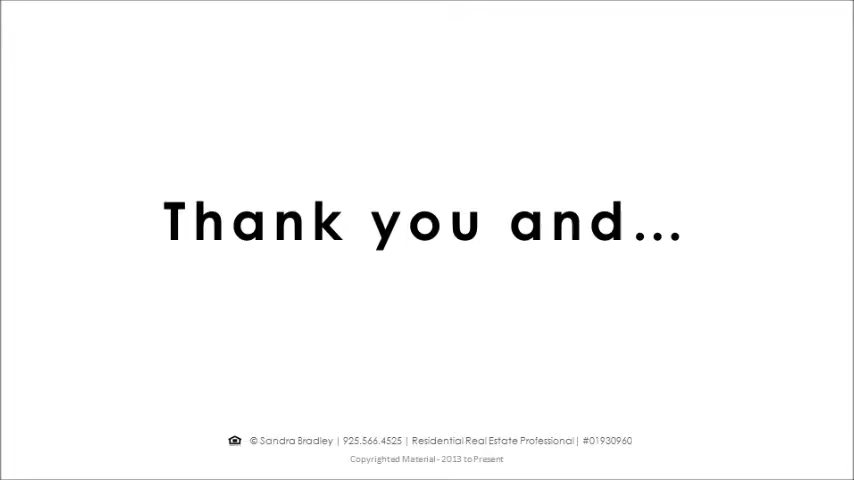 Thank you and...
© Sandra Bradley | 925.566.4525 | Residential Real Estate Professional| #01930960
Copyrighted Material - 2013 to Present